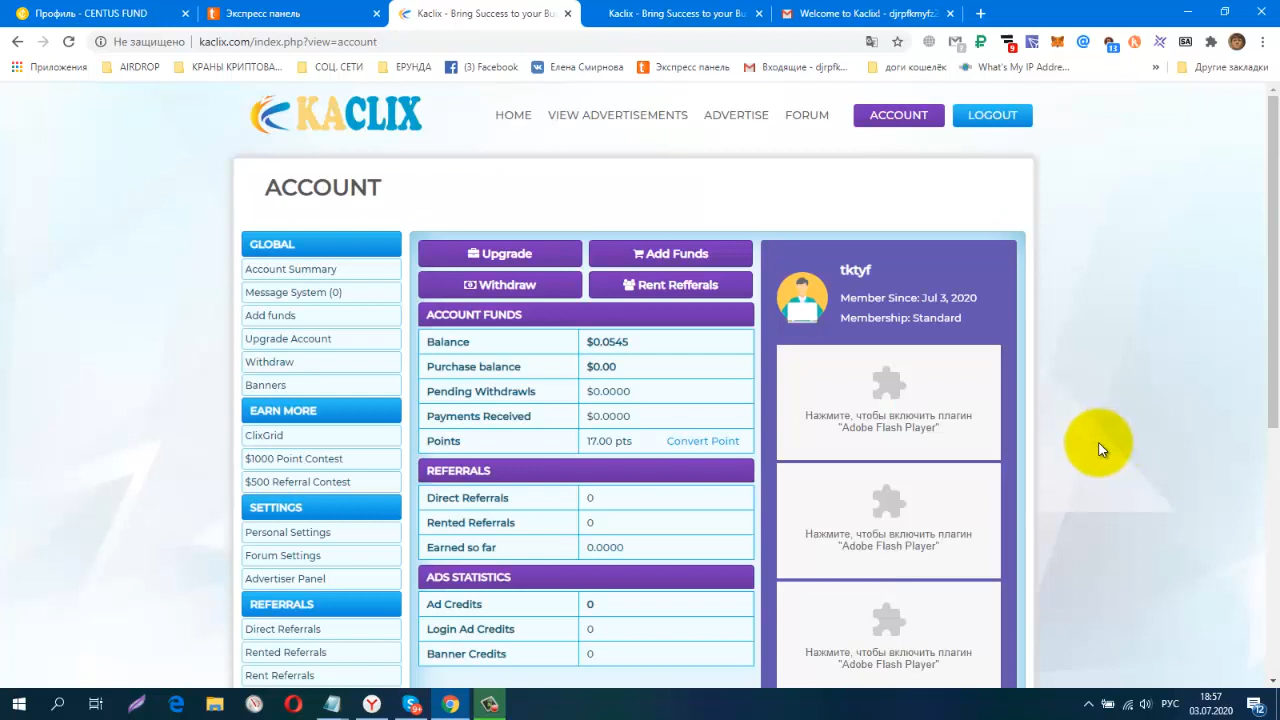 Профиль - CENTUS FUND
Экспресс панель
Kaclix - Bring Success to your Bu
Kaclix - Bring Success to your Bu
Welcome to Kaclix! - djrpfkmyfz2
Не защищено
kaclix.com/index.php?view=account
Приложения
AIRDROP
КРАНЫ КРИПТОВА...
СОЦ. СЕТИ
ЕРУНДА
(3) Facebook
Елена Смирнова
Экспресс панель
Входящие - djrpfk...
доги кошелёк
What's My IP Addre...
»
Другие закладки
KACLIX
HOME
VIEW ADVERTISEMENTS
ADVERTISE
FORUM
ACCOUNT
LOGOUT
ACCOUNT
GLOBAL
Account Summary
Message System (0)
Add funds
Upgrade Account
Withdraw
Banners
EARN MORE
ClixGrid
$1000 Point Contest
$500 Referral Contest
SETTINGS
Personal Settings
Forum Settings
Advertiser Panel
REFERRALS
Direct Referrals
Rented Referrals
Rent Referrals
Upgrade
Add Funds
Withdraw
Rent Refferals
ACCOUNT FUNDS
Balance $0.0545
Purchase balance $0.00
Pending Withdrawls $0.0000
Payments Received $0.0000
Points 17.00 pts Convert Point
REFERRALS
Direct Referrals 0
Rented Referrals 0
Earned so far 0.0000
ADS STATISTICS
Ad Credits 0
Login Ad Credits 0
Banner Credits 0
tktyf
Member Since: Jul 3, 2020
Membership: Standard
Нажмите, чтобы включить плагин
"Adobe Flash Player"
Нажмите, чтобы включить плагин
"Adobe Flash Player"
Нажмите, чтобы включить плагин
"Adobe Flash Player"
РУС
18:57
03.07.2020